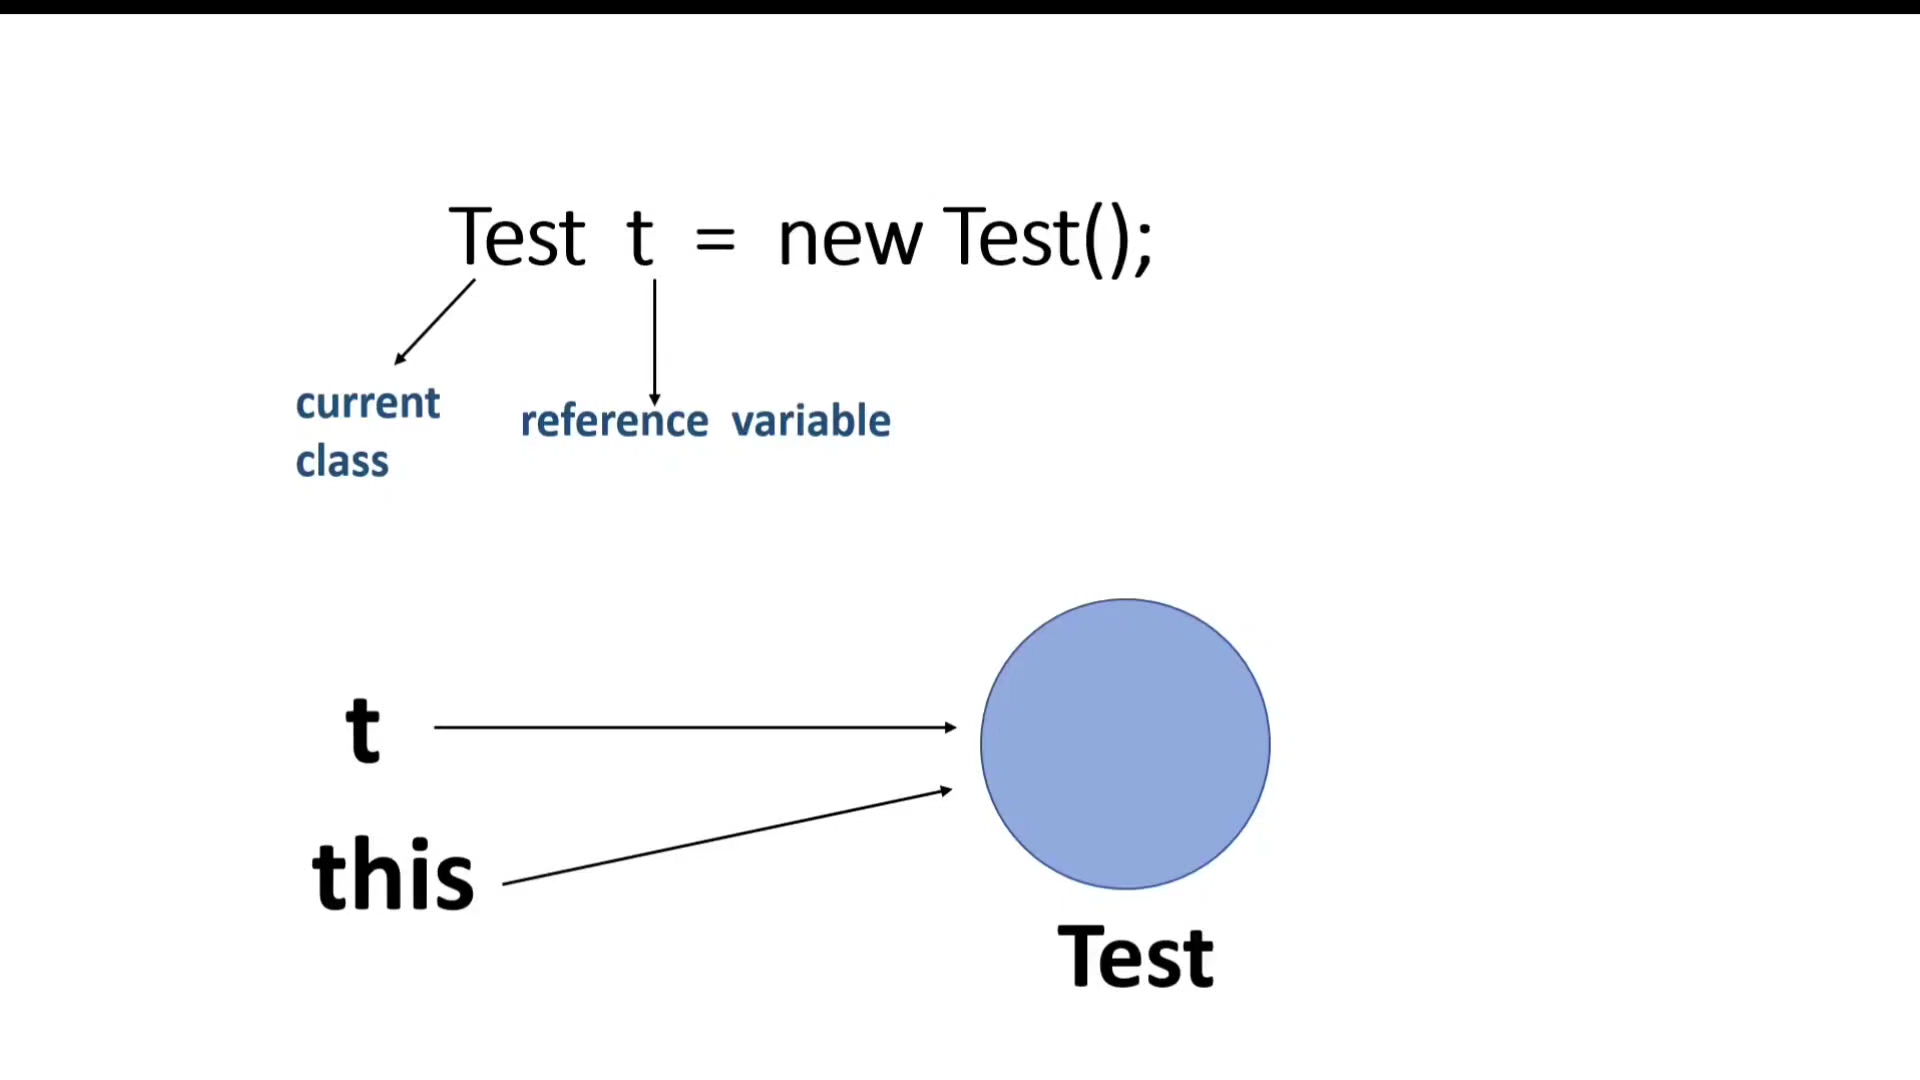 Test t = new Test();
current
class
reference variable
t
this
Test